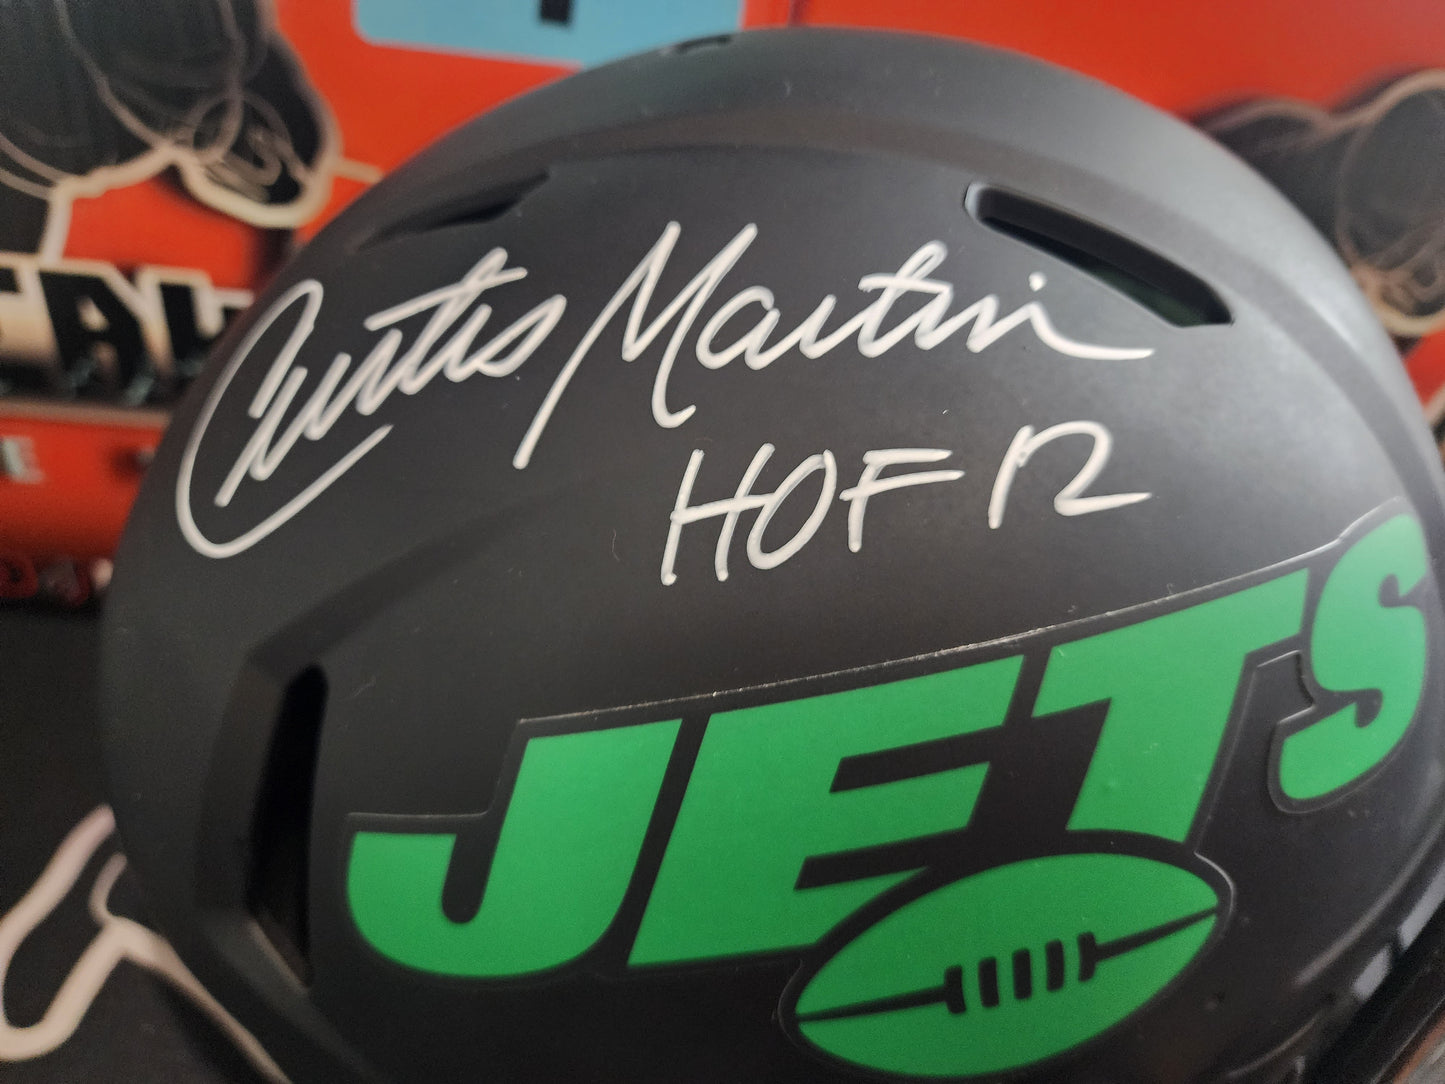 Curtis Martin
HOF 12
JETS